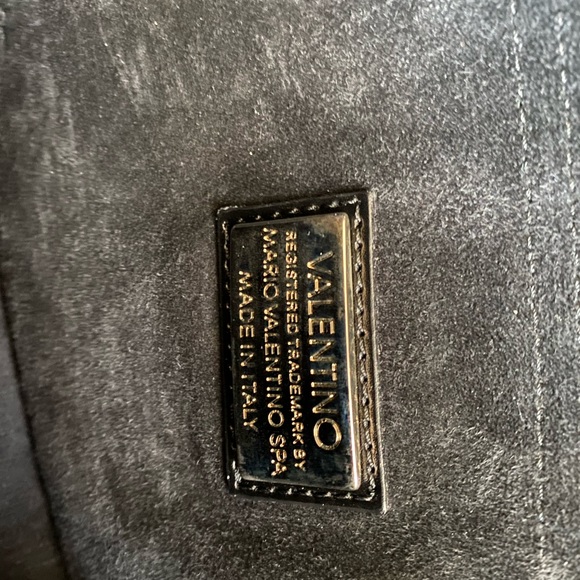 VALENTINO
REGISTERED TRADEMARK BY
MARIO VALENTINO SPA
MADE IN ITALY